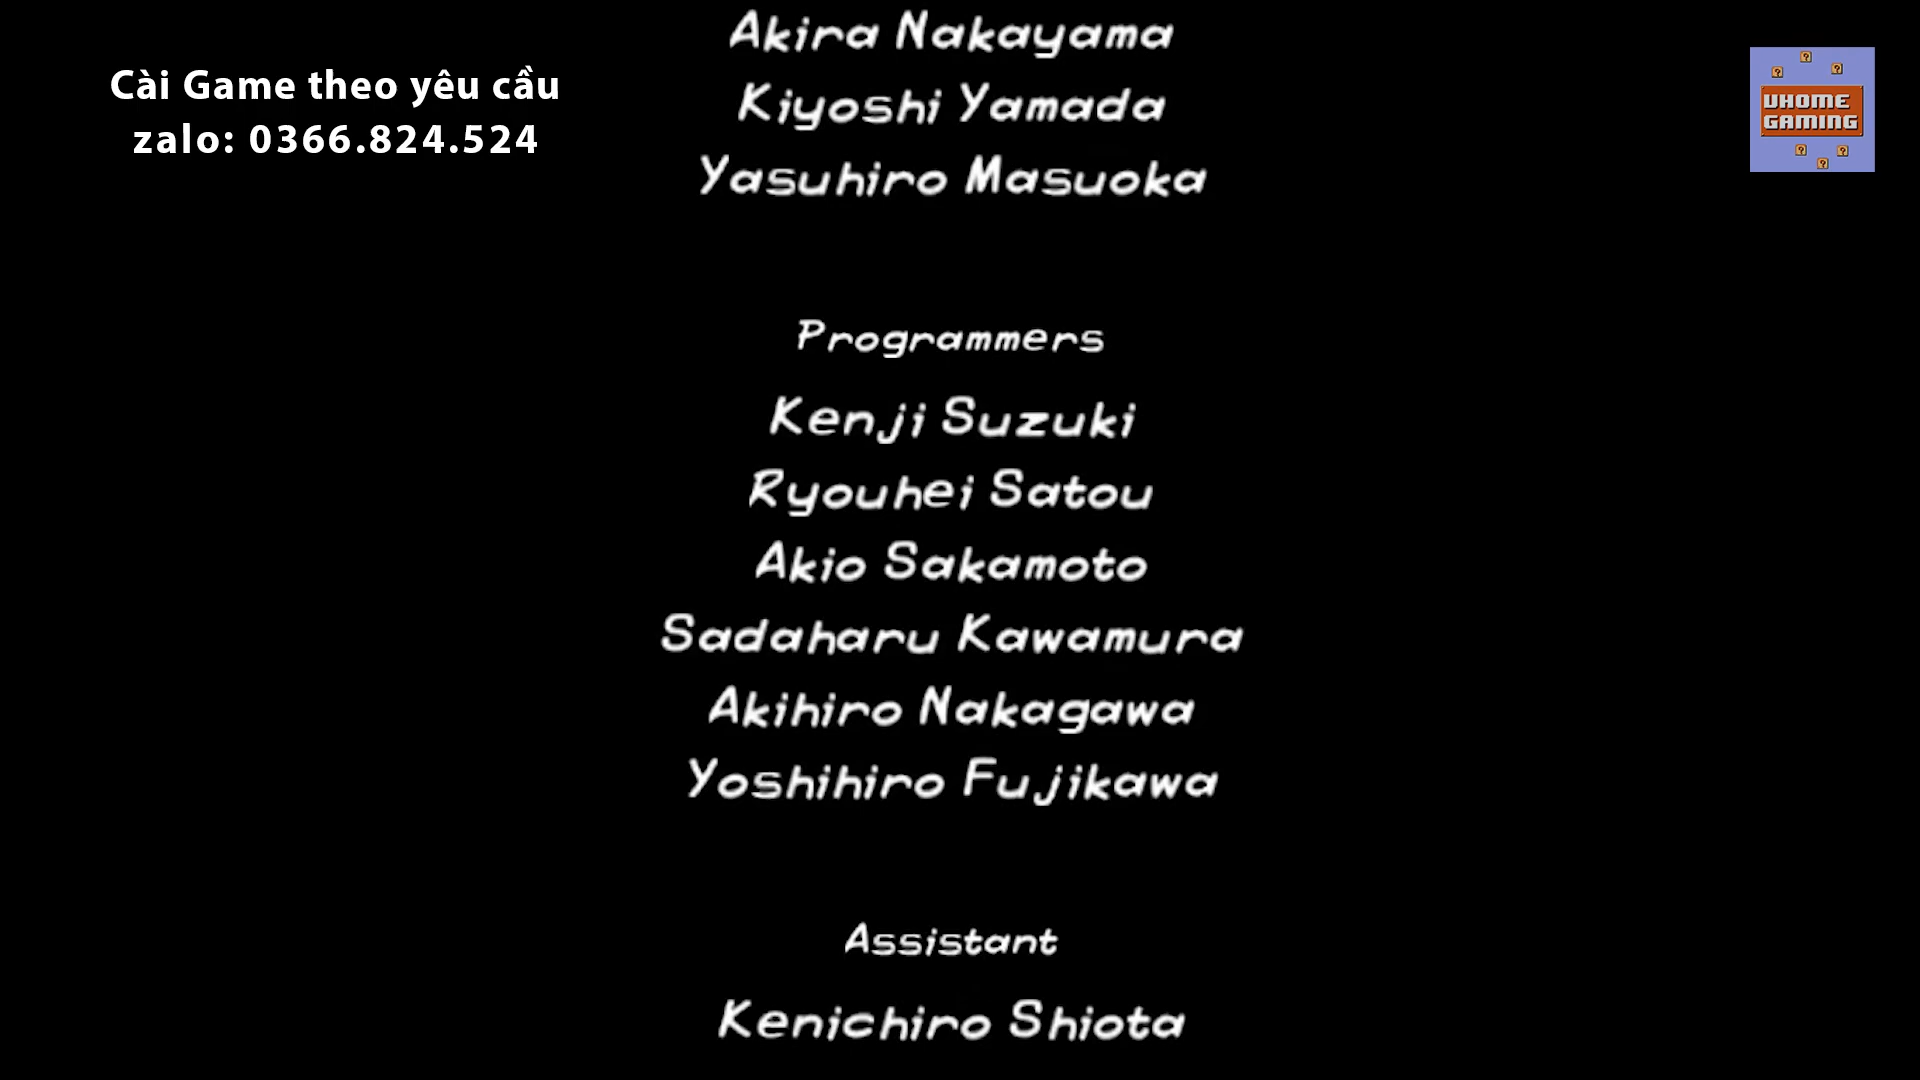 Cài Game theo yêu cầu
zalo: 0366.824.524
VHOME
GAMING
Akira Nakayama
Kiyoshi Yamada
Yasuhiro Masuoka
Programmers
Kenji Suzuki
Ryouhei Satou
Akio Sakamoto
Sadaharu Kawamura
Akihiro Nakagawa
Yoshihiro Fujikawa
Assistant
Kenichiro Shiota